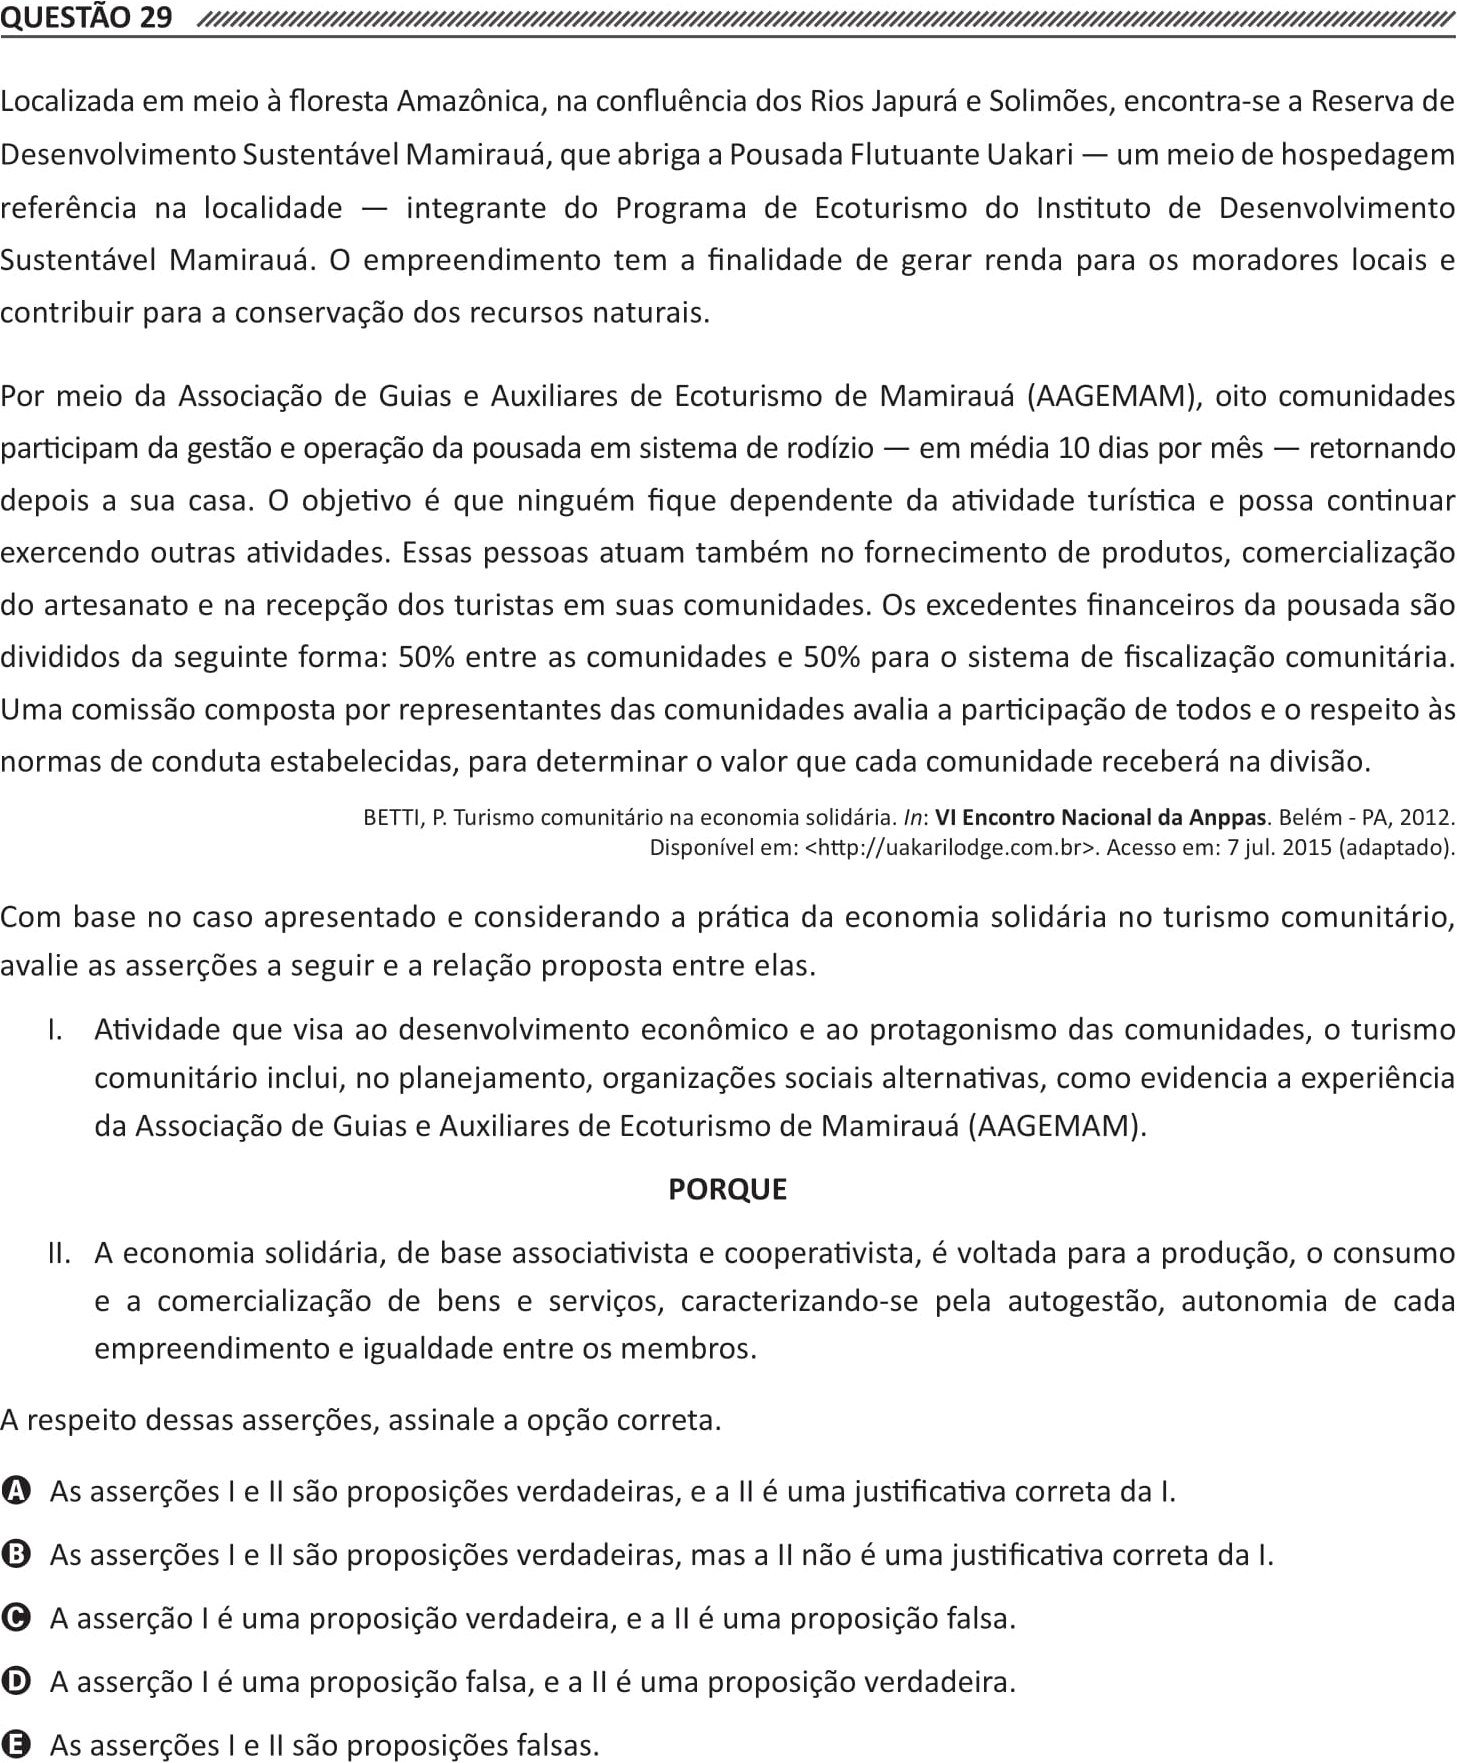 QUESTÃO 29
Localizada em meio à floresta Amazônica, na confluência dos Rios Japurá e Solimões, encontra-se a Reserva de
Desenvolvimento Sustentável Mamirauá, que abriga a Pousada Flutuante Uakari — um meio de hospedagem
referência na localidade — integrante do Programa de Ecoturismo do Instituto de Desenvolvimento
Sustentável Mamirauá. O empreendimento tem a finalidade de gerar renda para os moradores locais e
contribuir para a conservação dos recursos naturais.
Por meio da Associação de Guias e Auxiliares de Ecoturismo de Mamirauá (AAGEMAM), oito comunidades
participam da gestão e operação da pousada em sistema de rodízio — em média 10 dias por mês — retornando
depois a sua casa. O objetivo é que ninguém fique dependente da atividade turística e possa continuar
exercendo outras atividades. Essas pessoas atuam também no fornecimento de produtos, comercialização
do artesanato e na recepção dos turistas em suas comunidades. Os excedentes financeiros da pousada são
divididos da seguinte forma: 50% entre as comunidades e 50% para o sistema de fiscalização comunitária.
Uma comissão composta por representantes das comunidades avalia a participação de todos e o respeito às
normas de conduta estabelecidas, para determinar o valor que cada comunidade receberá na divisão.
BETTI, P. Turismo comunitário na economia solidária. In: VI Encontro Nacional da Anppas. Belém - PA, 2012.
Disponível em: <http://uakarilodge.com.br>. Acesso em: 7 jul. 2015 (adaptado).
Com base no caso apresentado e considerando a prática da economia solidária no turismo comunitário,
avalie as asserções a seguir e a relação proposta entre elas.
I. Atividade que visa ao desenvolvimento econômico e ao protagonismo das comunidades, o turismo
comunitário inclui, no planejamento, organizações sociais alternativas, como evidencia a experiência
da Associação de Guias e Auxiliares de Ecoturismo de Mamirauá (AAGEMAM).
PORQUE
II. A economia solidária, de base associativista e cooperativista, é voltada para a produção, o consumo
e a comercialização de bens e serviços, caracterizando-se pela autogestão, autonomia de cada
empreendimento e igualdade entre os membros.
A respeito dessas asserções, assinale a opção correta.
A As asserções I e II são proposições verdadeiras, e a II é uma justificativa correta da I.
B As asserções I e II são proposições verdadeiras, mas a II não é uma justificativa correta da I.
C A asserção I é uma proposição verdadeira, e a II é uma proposição falsa.
D A asserção I é uma proposição falsa, e a II é uma proposição verdadeira.
E As asserções I e II são proposições falsas.